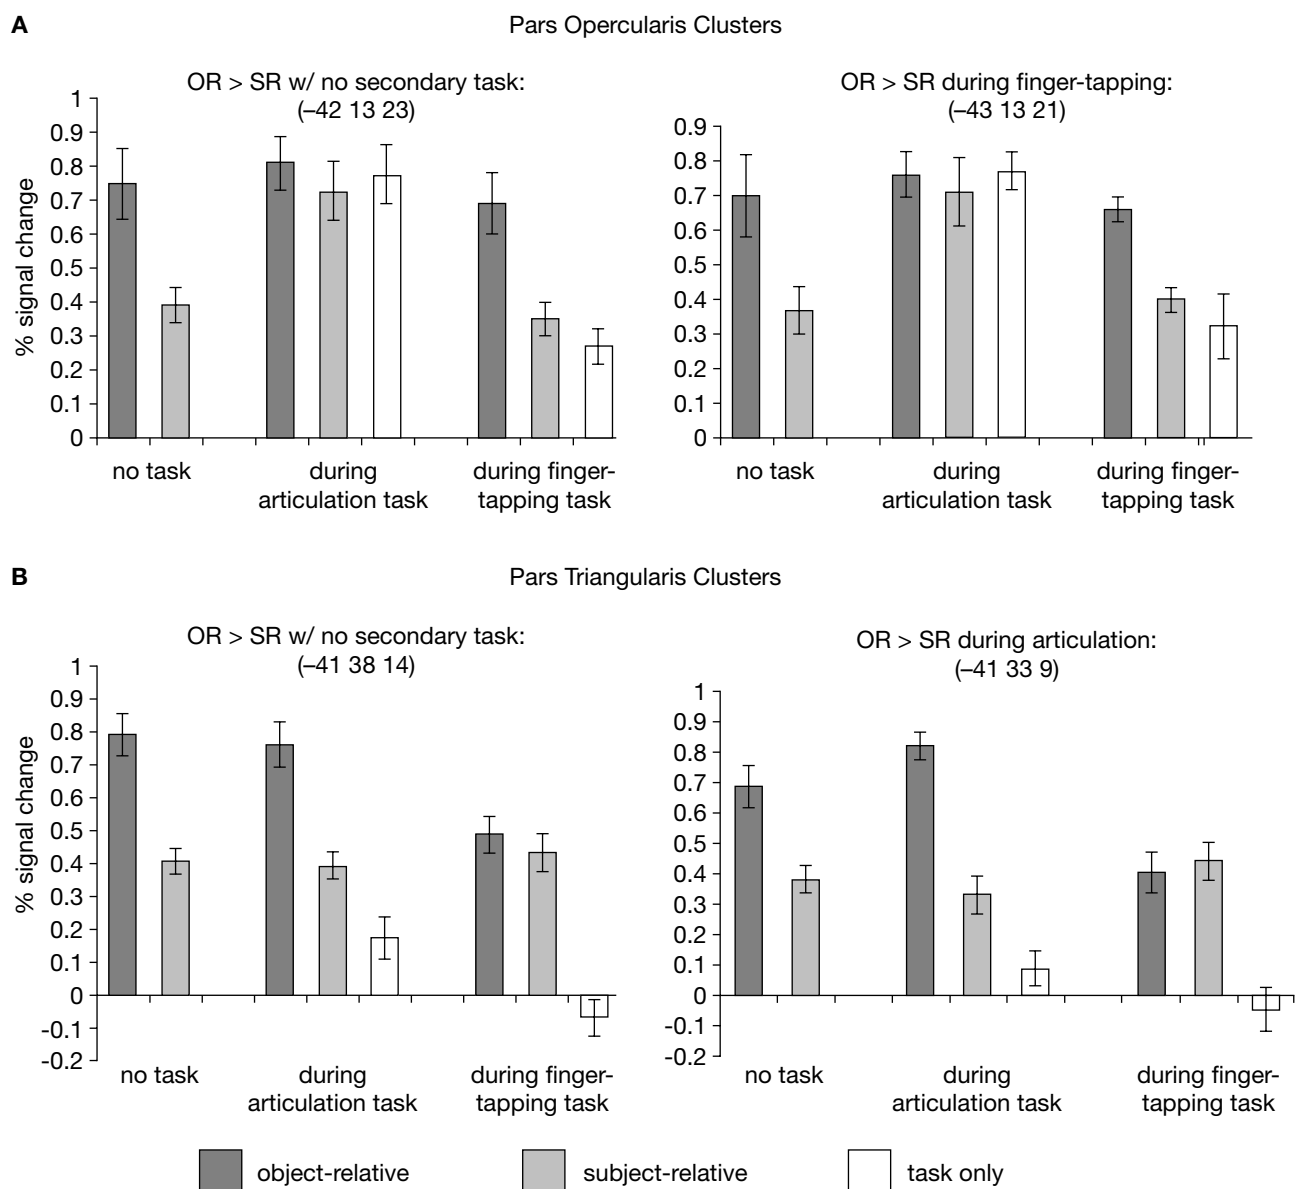 A
Pars Opercularis Clusters
OR > SR w/ no secondary task:
(–42 13 23)
% signal change
1
0.9
0.8
0.7
0.6
0.5
0.4
0.3
0.2
0.1
0
no task
during
articulation task
during finger-
tapping task
OR > SR during finger-tapping:
(–43 13 21)
0.9
0.8
0.7
0.6
0.5
0.4
0.3
0.2
0.1
0
no task
during
articulation task
during finger-
tapping task
B
Pars Triangularis Clusters
OR > SR w/ no secondary task:
(–41 38 14)
% signal change
1
0.9
0.8
0.7
0.6
0.5
0.4
0.3
0.2
0.1
0
-0.1
-0.2
no task
during
articulation task
during finger-
tapping task
OR > SR during articulation:
(–41 33 9)
1
0.9
0.8
0.7
0.6
0.5
0.4
0.3
0.2
0.1
0
-0.1
-0.2
no task
during
articulation task
during finger-
tapping task
object-relative
subject-relative
task only